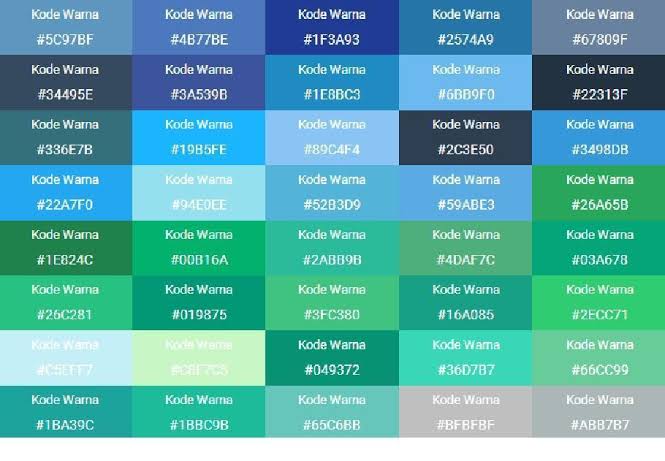 Kode Warna Kode Warna Kode Warna Kode Warna Kode Warna
#5C97BF #4B77BE #1F3A93 #2574A9 #67809F
Kode Warna Kode Warna Kode Warna Kode Warna Kode Warna
#34495E #3A539B #1E8BC3 #6BB9F0 #22313F
Kode Warna Kode Warna Kode Warna Kode Warna Kode Warna
#336E7B #19B5FE #89C4F4 #2C3E50 #3498DB
Kode Warna Kode Warna Kode Warna Kode Warna Kode Warna
#22A7F0 #94E0EE #52B3D9 #59ABE3 #26A65B
Kode Warna Kode Warna Kode Warna Kode Warna Kode Warna
#1E824C #00B16A #2ABB9B #4DAF7C #03A678
Kode Warna Kode Warna Kode Warna Kode Warna Kode Warna
#26C281 #019875 #3FC380 #16A085 #2ECC71
Kode Warna Kode Warna Kode Warna Kode Warna Kode Warna
#C5EFF7 #C8F7C5 #049372 #36D7B7 #66CC99
Kode Warna Kode Warna Kode Warna Kode Warna Kode Warna
#1BA39C #1BBC9B #65C6BB #BFBFBF #ABB7B7